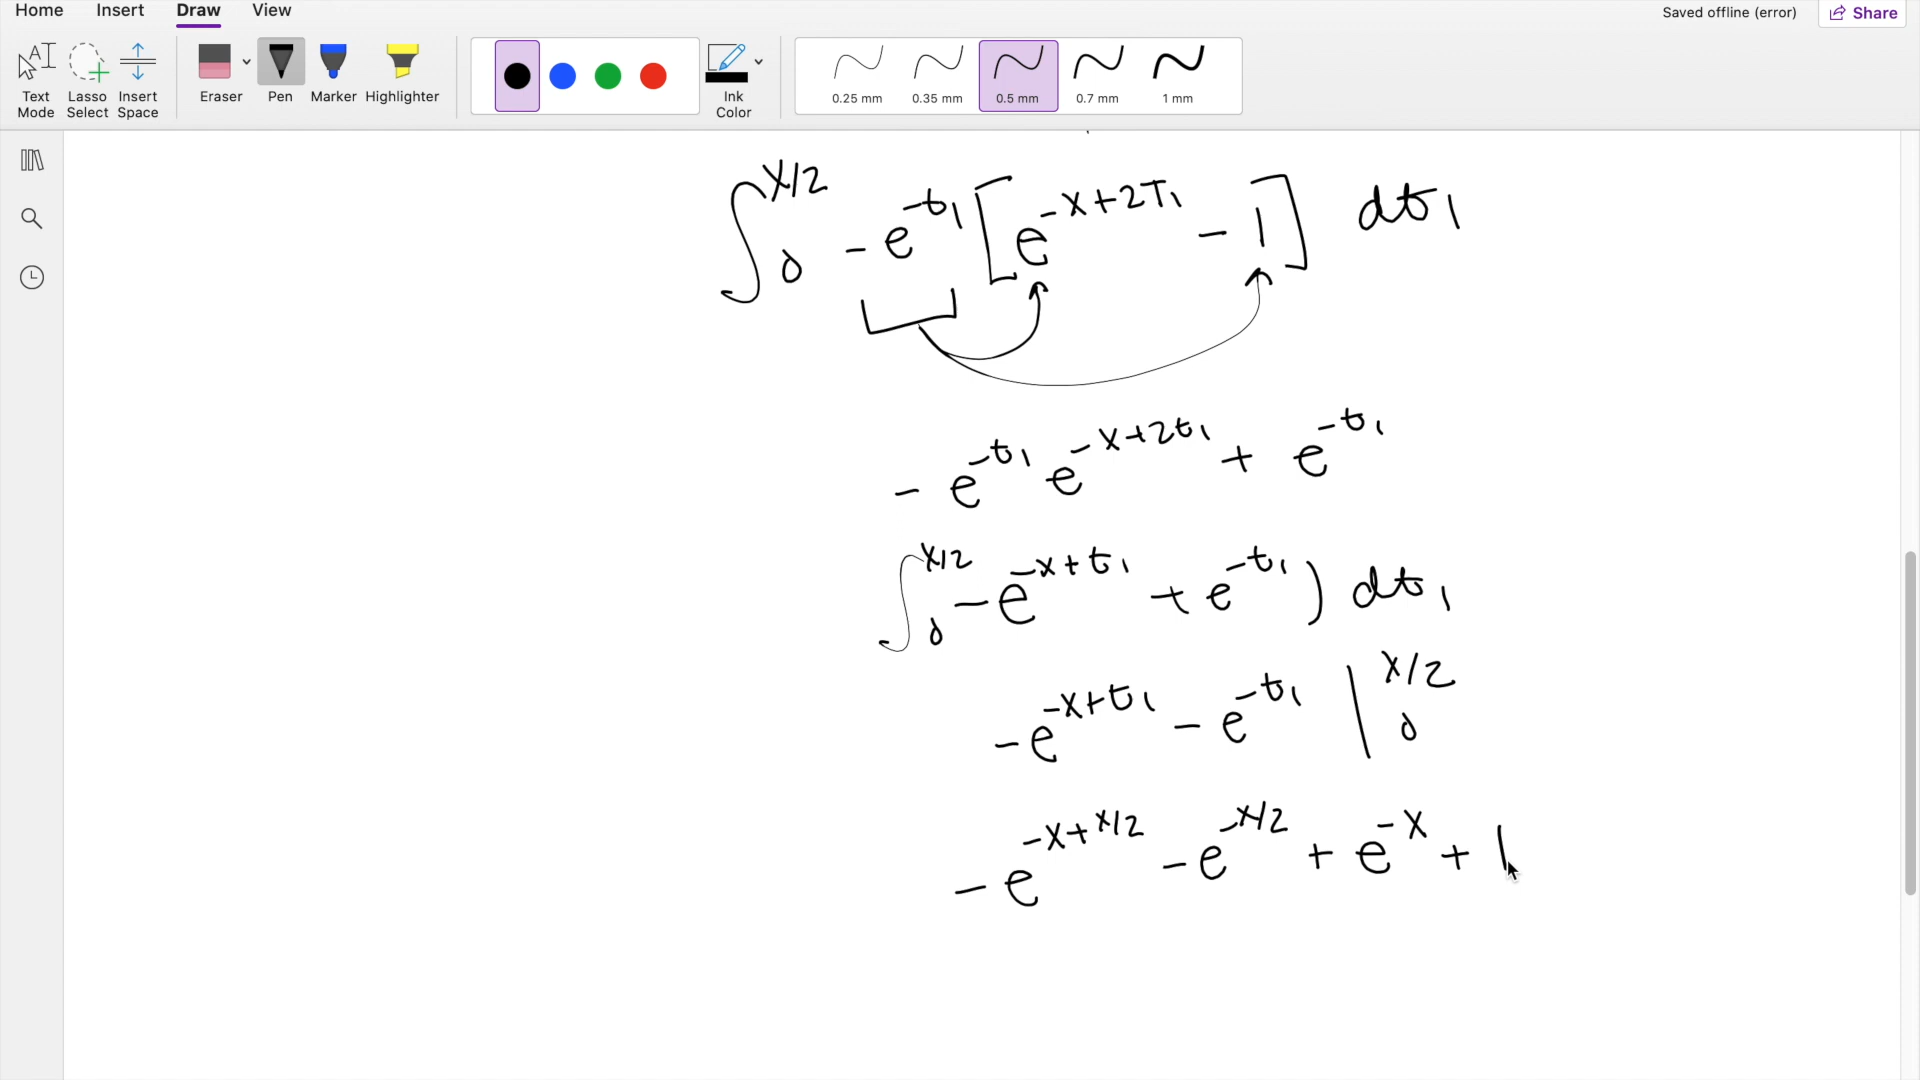 Home Insert Draw View
Saved offline (error) Share
Text Mode
Lasso Select
Insert Space
Eraser
Pen
Marker
Highlighter
Ink Color
0.25 mm 0.35 mm 0.5 mm 0.7 mm 1 mm
∫₀^{x/2} -e^{-t₁} [e^{-x+2T₁} - 1] dt₁
-e^{-t₁} e^{-x+2t₁} + e^{-t₁}
∫₀^{x/2} -e^{-x+t₁} + e^{-t₁}) dt₁
-e^{-x+t₁} - e^{-t₁} |₀^{x/2}
-e^{-x+x/2} - e^{-x/2} + e^{-x} + 1